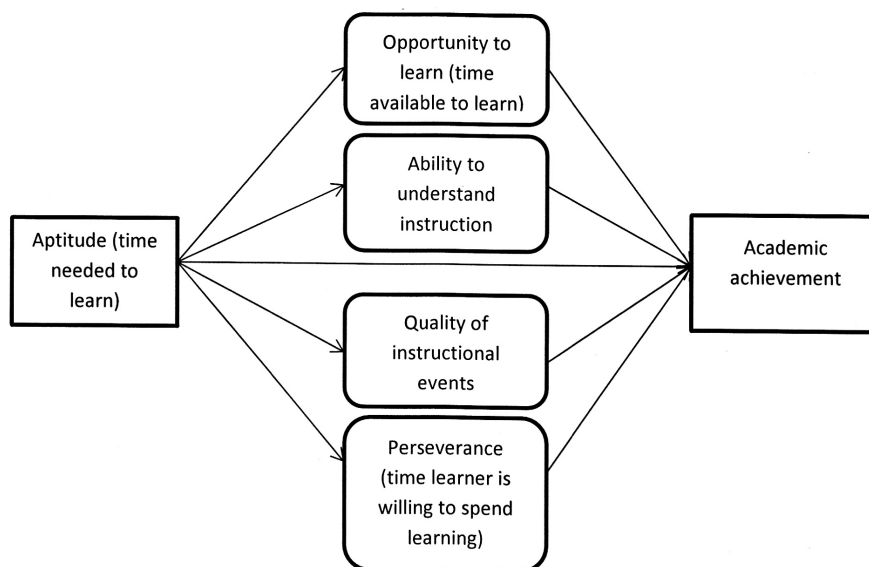 Opportunity to
learn (time
available to learn)
Ability to
understand
instruction
Aptitude (time
needed to
learn)
Academic
achievement
Quality of
instructional
events
Perseverance
(time learner is
willing to spend
learning)